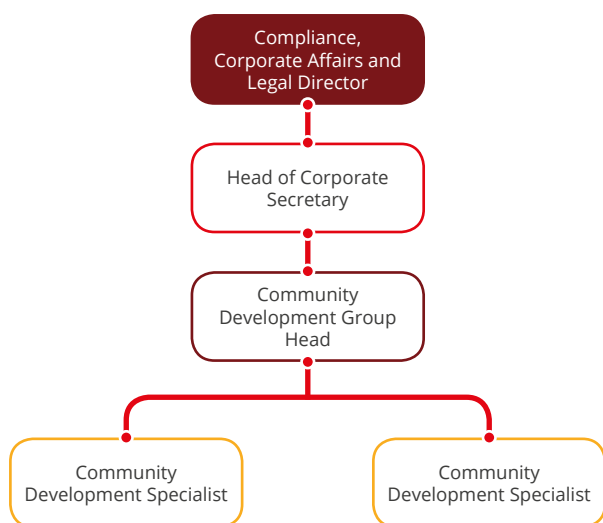 Compliance,
Corporate Affairs and
Legal Director
Head of Corporate
Secretary
Community
Development Group
Head
Community
Development Specialist
Community
Development Specialist